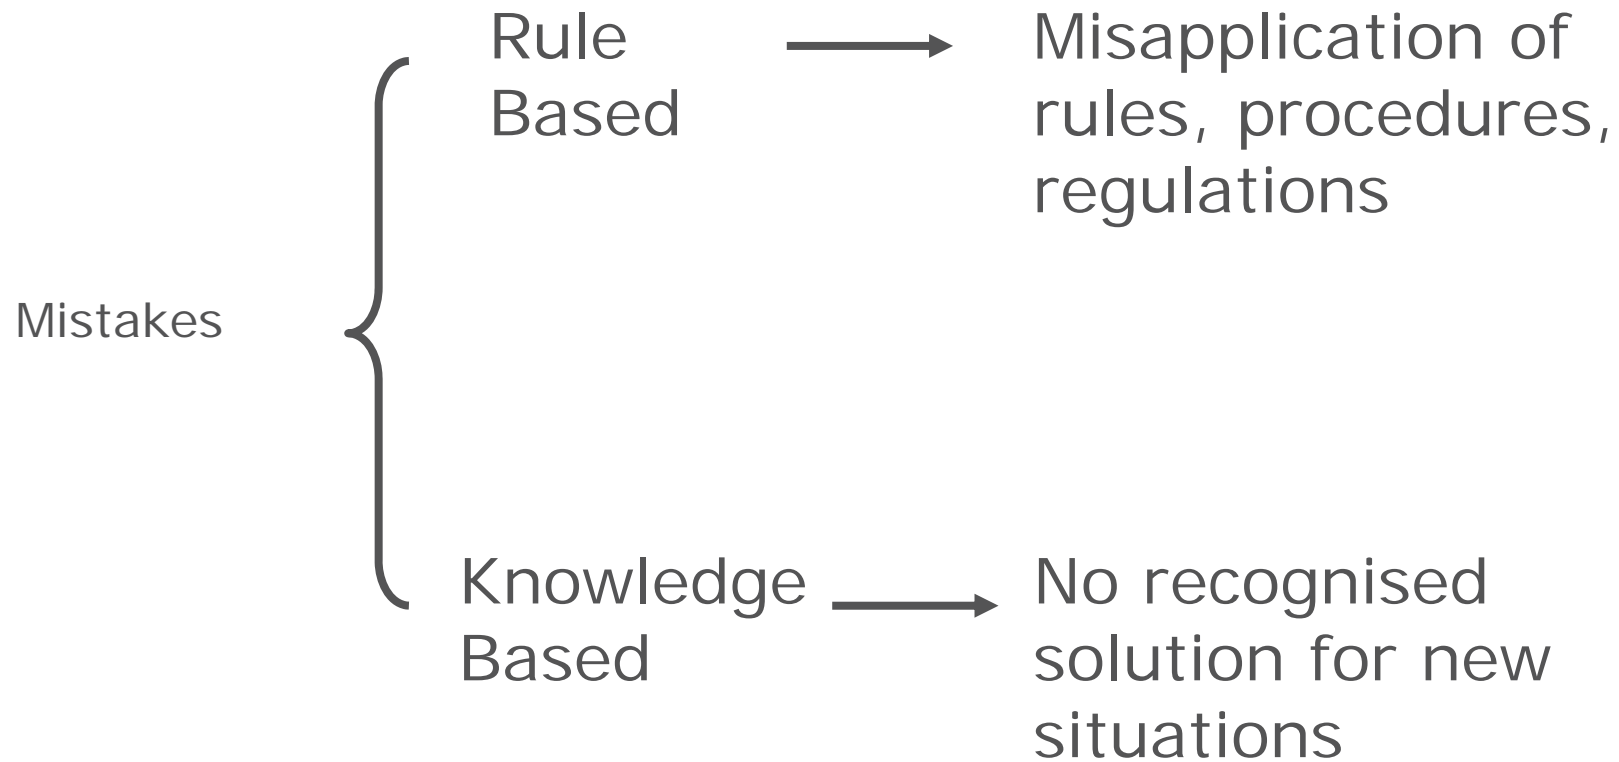 Rule
Based
Misapplication of
rules, procedures,
regulations
Mistakes
Knowledge
Based
No recognised
solution for new
situations